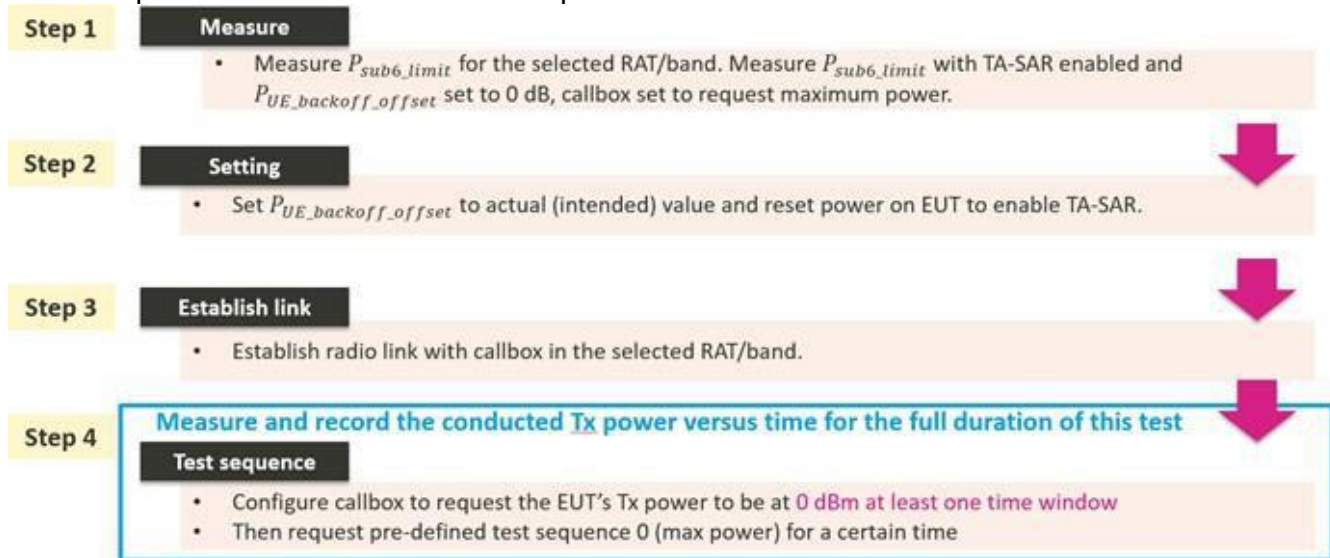 Step 1
Measure
• Measure P_sub6_limit for the selected RAT/band. Measure P_sub6_limit with TA-SAR enabled and
P_UE_backoff_offset set to 0 dB, callbox set to request maximum power.
Step 2
Setting
• Set P_UE_backoff_offset to actual (intended) value and reset power on EUT to enable TA-SAR.
Step 3
Establish link
• Establish radio link with callbox in the selected RAT/band.
Measure and record the conducted Tx power versus time for the full duration of this test
Step 4
Test sequence
• Configure callbox to request the EUT's Tx power to be at 0 dBm at least one time window
• Then request pre-defined test sequence 0 (max power) for a certain time